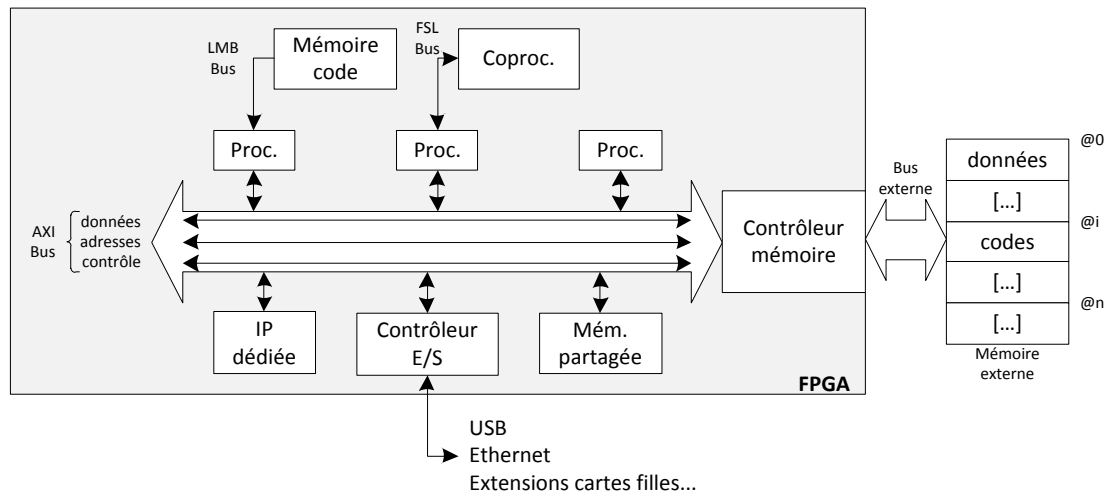 LMB
Bus
Mémoire
code
FSL
Bus
Coproc.
Proc.
Proc.
Proc.
AXI
Bus
données
adresses
contrôle
Contrôleur
mémoire
Bus
externe
@0
données
[...]
@i
codes
[...]
@n
[...]
Mémoire
externe
IP
dédiée
Contrôleur
E/S
Mém.
partagée
FPGA
USB
Ethernet
Extensions cartes filles...